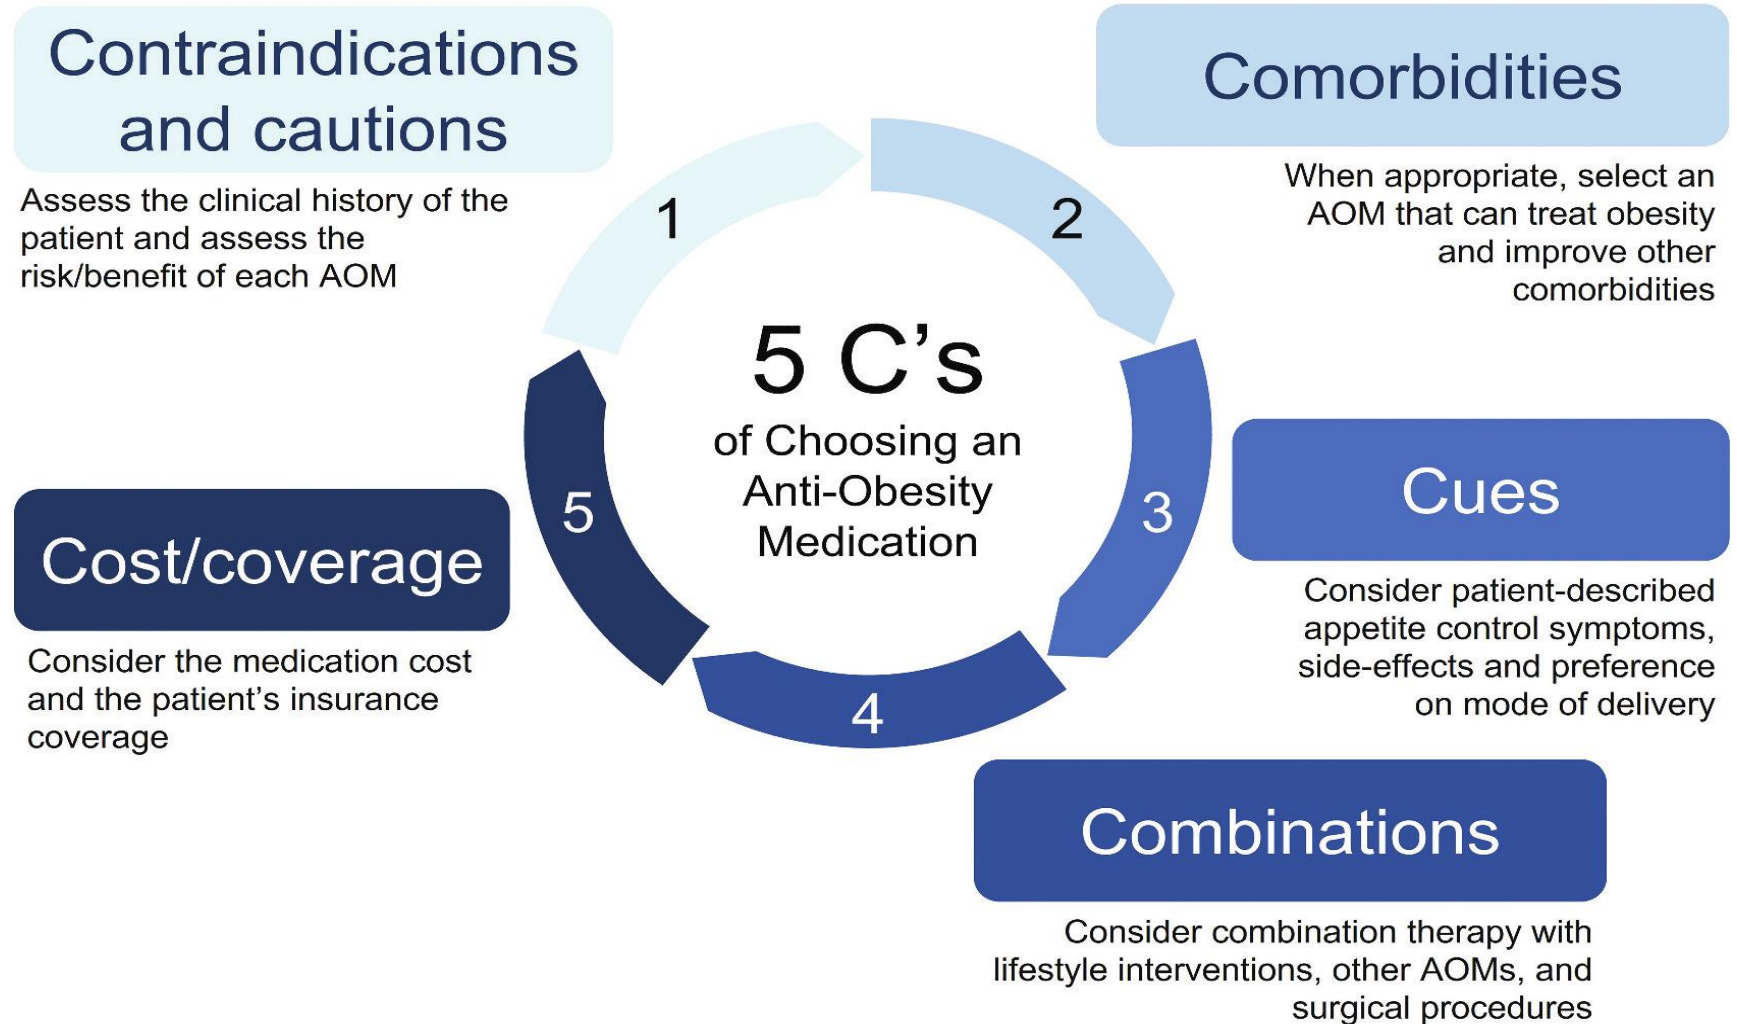 Contraindications
and cautions
Assess the clinical history of the
patient and assess the
risk/benefit of each AOM
1
Comorbidities
When appropriate, select an
AOM that can treat obesity
and improve other
comorbidities
2
5 C’s
of Choosing an
Anti-Obesity
Medication
3
Cues
Consider patient-described
appetite control symptoms,
side-effects and preference
on mode of delivery
4
Combinations
Consider combination therapy with
lifestyle interventions, other AOMs, and
surgical procedures
5
Cost/coverage
Consider the medication cost
and the patient’s insurance
coverage